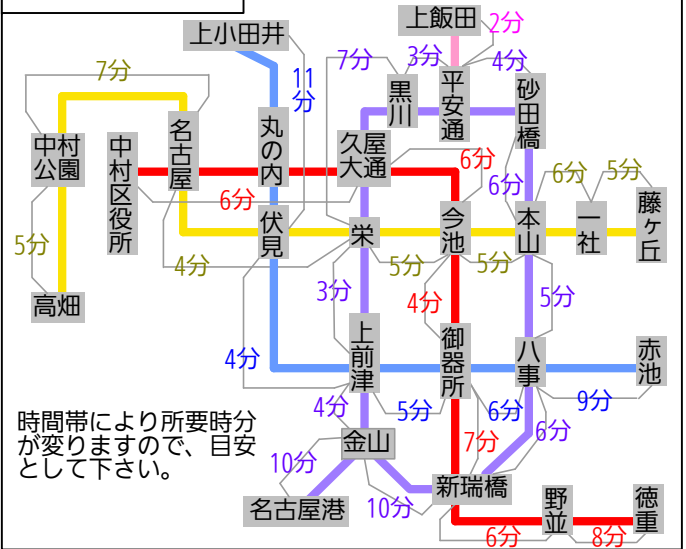 上飯田
2分
上小田井
7分
3分
4分
7分
11分
黒川
平安通
砂田橋
中村公園
中村区役所
名古屋
丸の内
久屋大通
6分
6分
6分
5分
藤ヶ丘
6分
伏見
栄
今池
本山
一社
5分
4分
5分
5分
高畑
3分
4分
5分
上前津
御器所
八事
赤池
4分
5分
6分
9分
4分
7分
6分
時間帯により所要時分
が変りますので、目安
として下さい。
金山
10分
10分
新瑞橋
名古屋港
野並
徳重
6分
8分